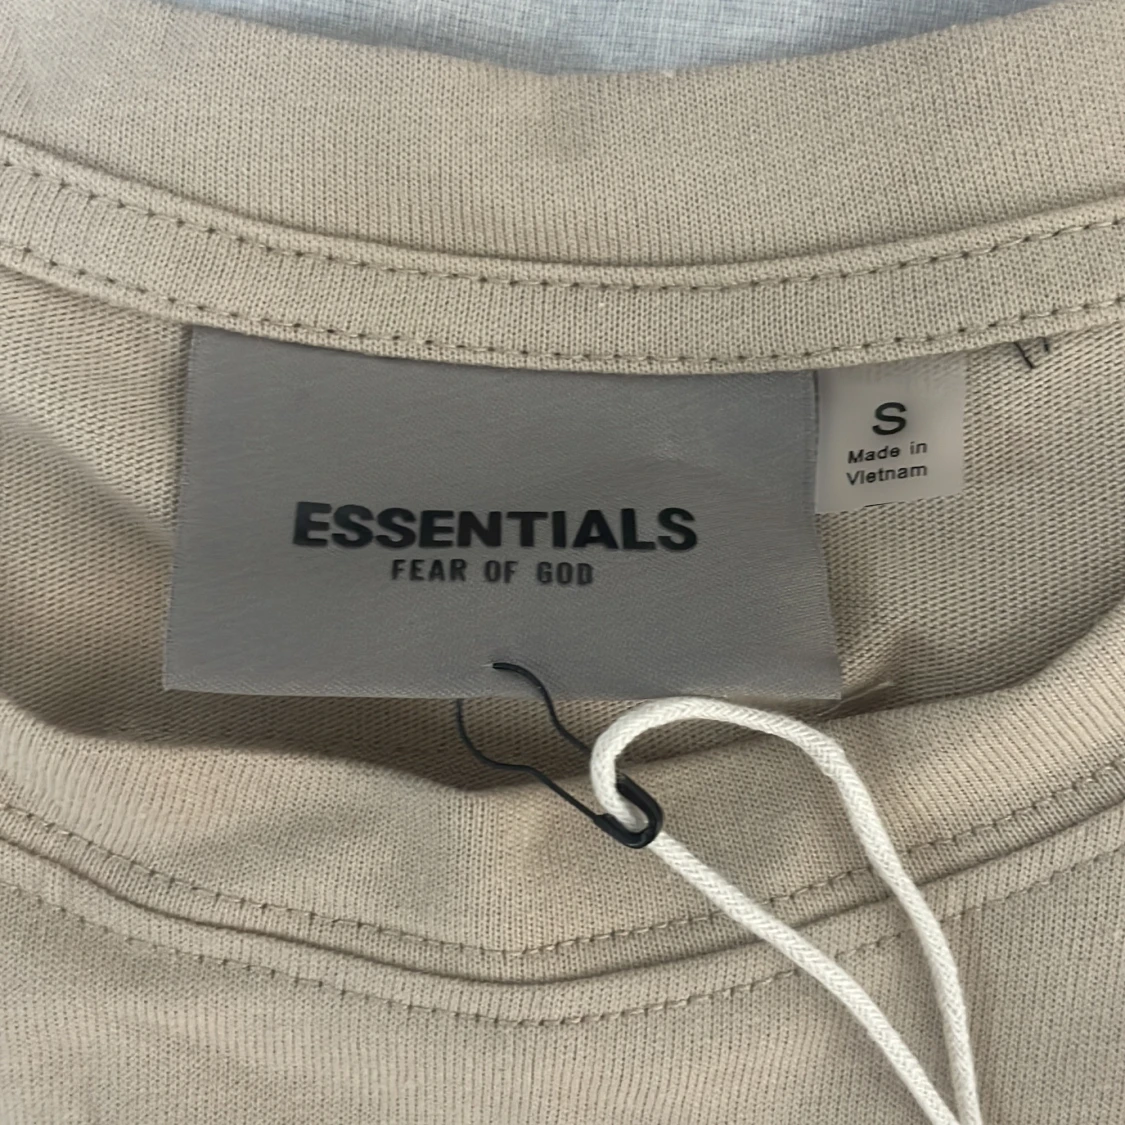 ESSENTIALS
FEAR OF GOD
S
Made in
Vietnam